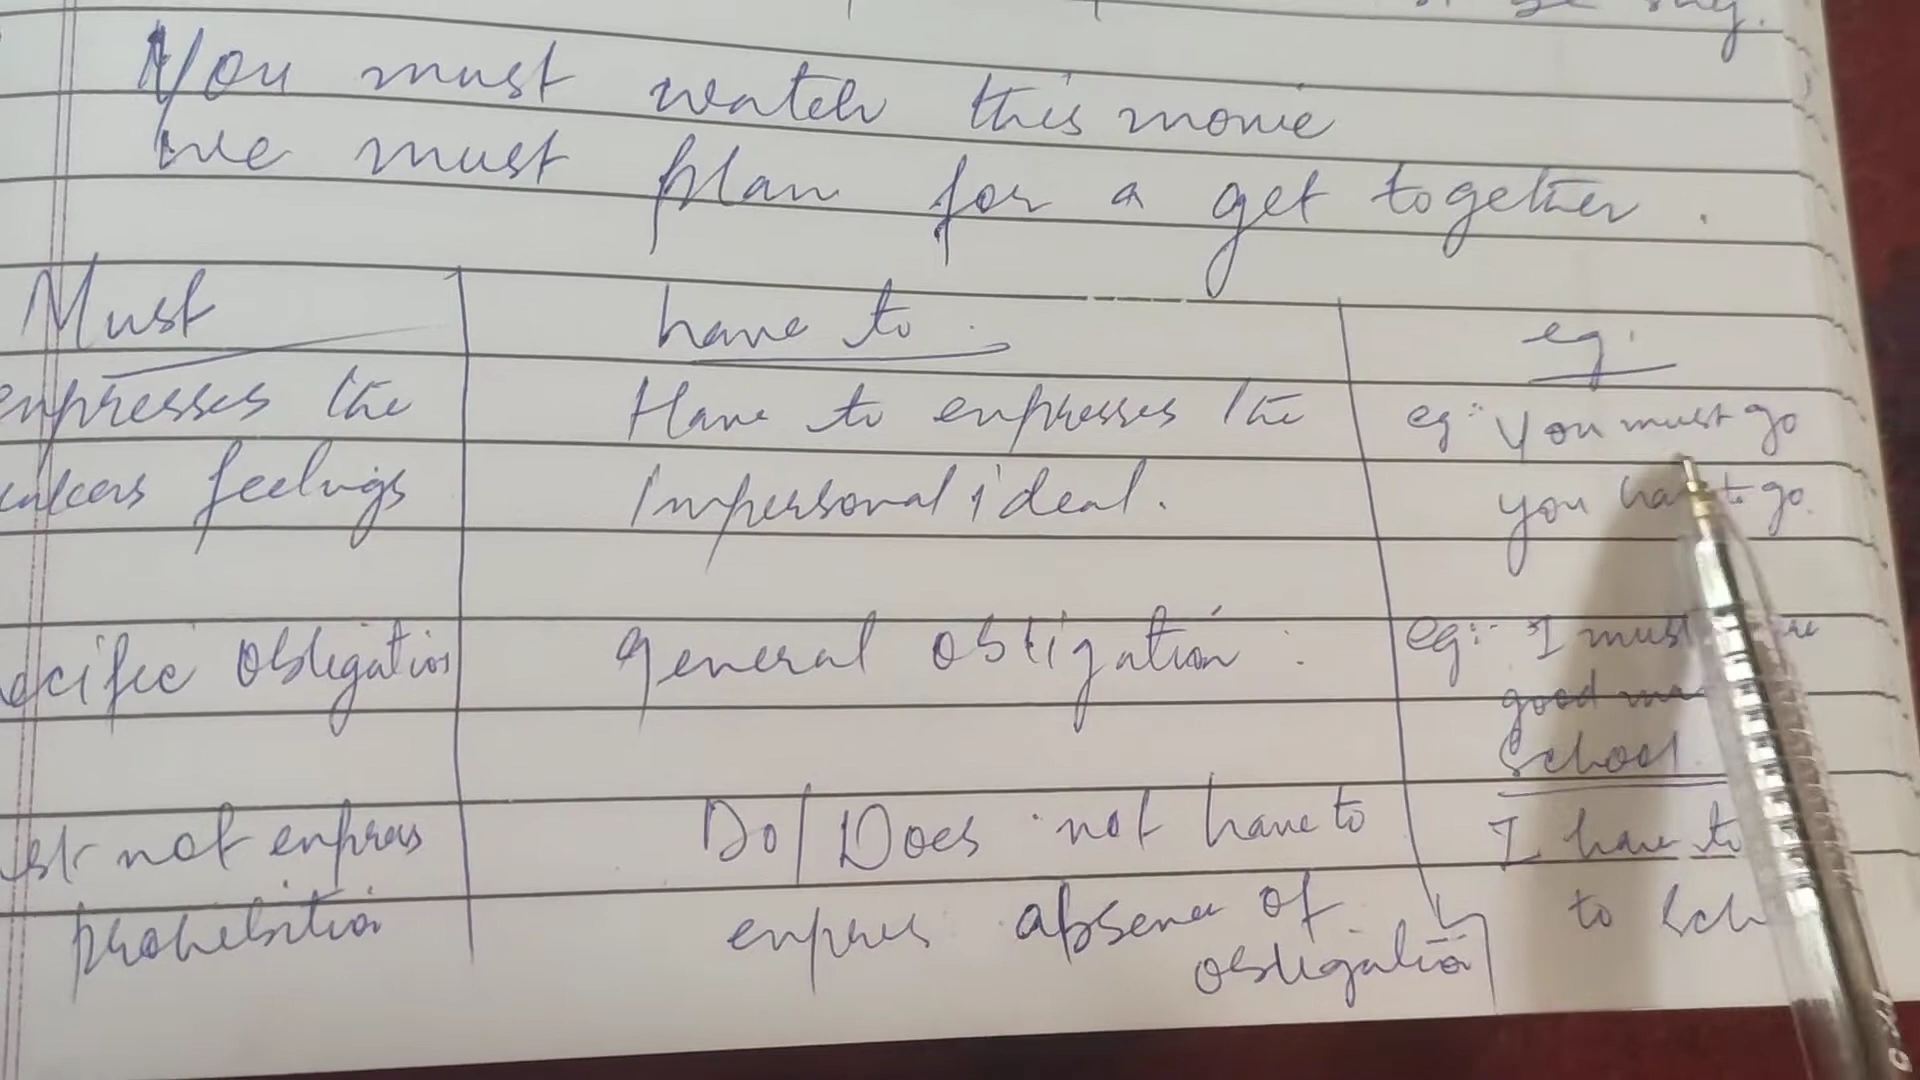 You must watch this movie
We must plan for a get together.
Must have to. eg.
expresses the Have to expresses the eg: You must go
feelings Impersonal ideal. you to go.
Obligation general obligation. eg:- I must
good
School
not express Do/Does not have to I have to
prohibition express absence of to
obligation